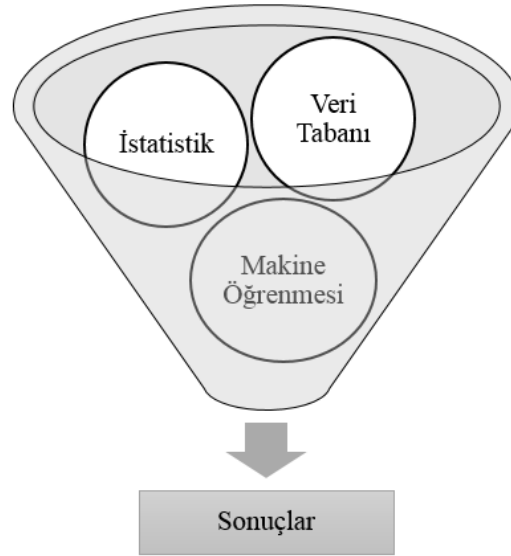 İstatistik
Veri
Tabanı
Makine
Öğrenmesi
Sonuçlar